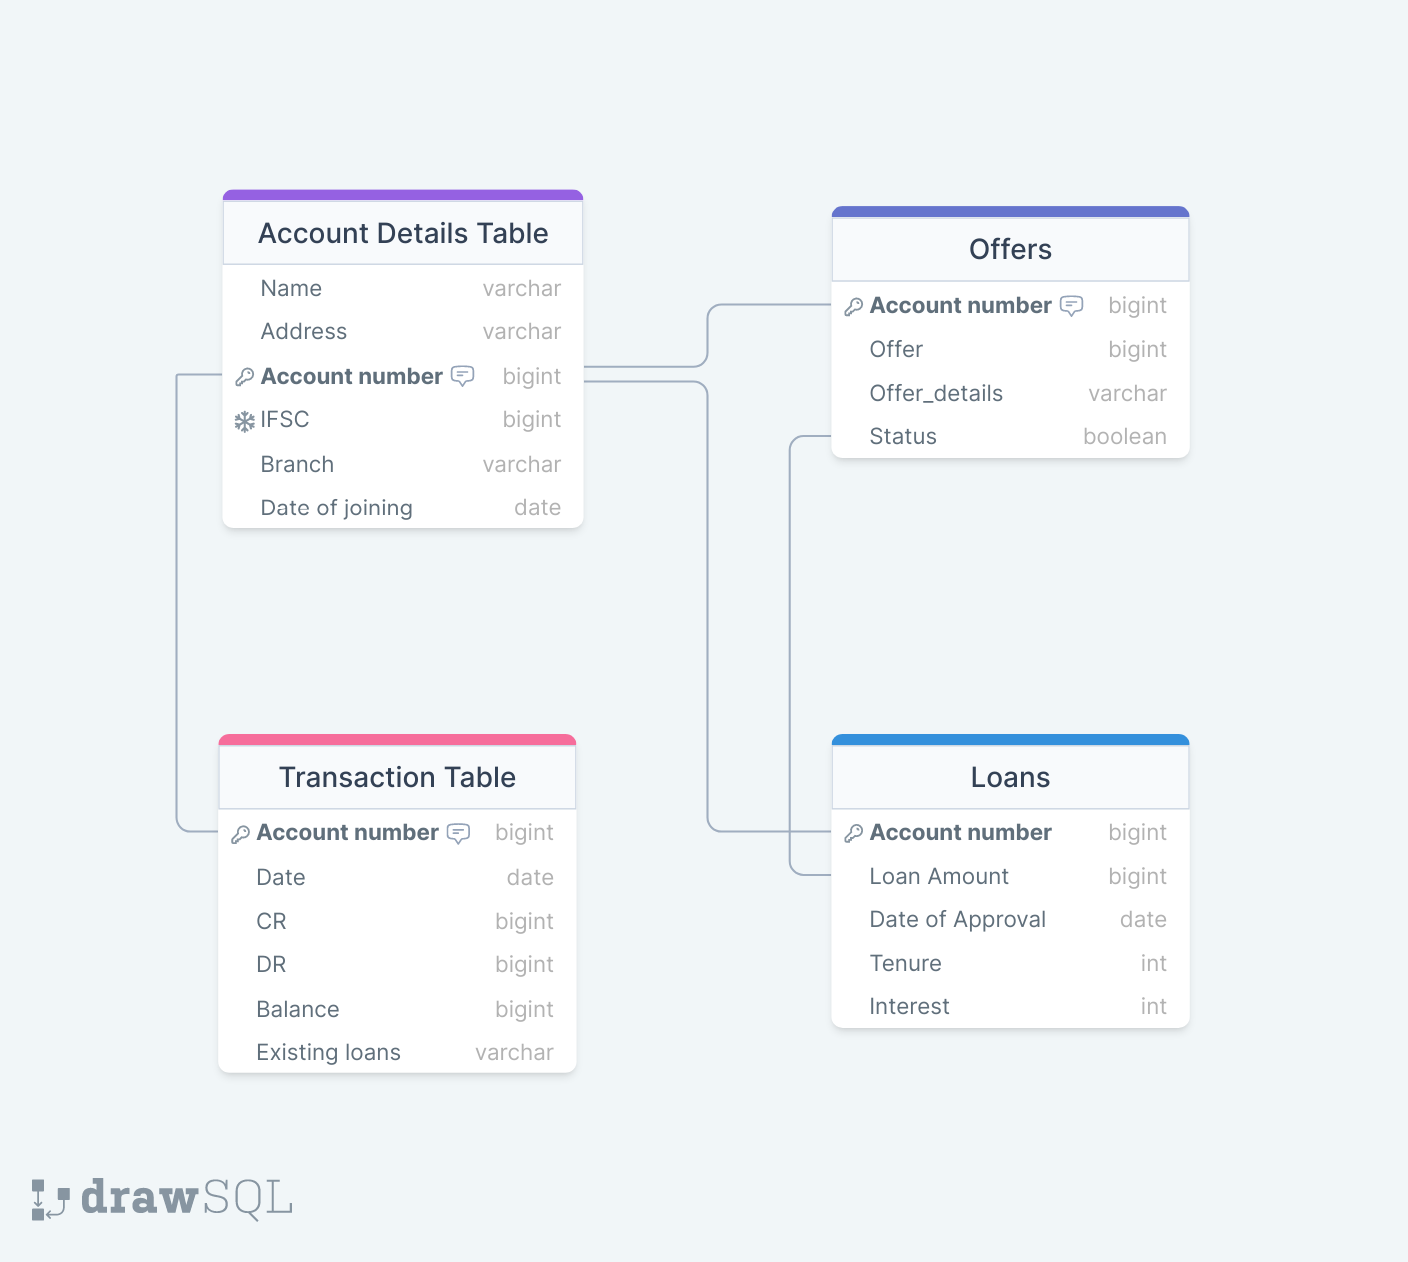 Account Details Table
Name varchar
Address varchar
Account number bigint
IFSC bigint
Branch varchar
Date of joining date
Offers
Account number bigint
Offer bigint
Offer_details varchar
Status boolean
Transaction Table
Account number bigint
Date date
CR bigint
DR bigint
Balance bigint
Existing loans varchar
Loans
Account number bigint
Loan Amount bigint
Date of Approval date
Tenure int
Interest int
drawSQL